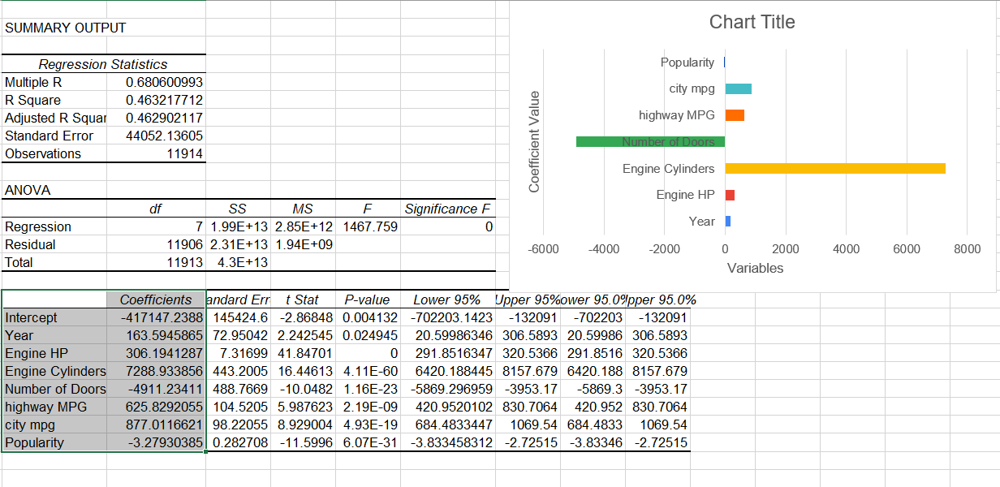 SUMMARY OUTPUT
Regression Statistics
Multiple R 0.680600993
R Square 0.463217712
Adjusted R Squar 0.462902117
Standard Error 44052.13605
Observations 11914
ANOVA
df SS MS F Significance F
Regression 7 1.99E+13 2.85E+12 1467.759 0
Residual 11906 2.31E+13 1.94E+09
Total 11913 4.3E+13
Coefficients andard Err t Stat P-value Lower 95% Upper 95% ower 95.0% pper 95.0%
Intercept -417147.2388 145424.6 -2.86848 0.004132 -702203.1423 -132091 -702203 -132091
Year 163.5945865 72.95042 2.242545 0.024945 20.59986346 306.5893 20.59986 306.5893
Engine HP 306.1941287 7.31699 41.84701 0 291.8516347 320.5366 291.8516 320.5366
Engine Cylinders 7288.933856 443.2005 16.44613 4.11E-60 6420.188445 8157.679 6420.188 8157.679
Number of Doors -4911.23411 488.7669 -10.0482 1.16E-23 -5869.296959 -3953.17 -5869.3 -3953.17
highway MPG 625.8292055 104.5205 5.987623 2.19E-09 420.9520102 830.7064 420.952 830.7064
city mpg 877.0116621 98.22055 8.929004 4.93E-19 684.4833447 1069.54 684.4833 1069.54
Popularity -3.27930385 0.282708 -11.5996 6.07E-31 -3.833458312 -2.72515 -3.83346 -2.72515
Chart Title
Coefficient Value
Popularity
city mpg
highway MPG
Number of Doors
Engine Cylinders
Engine HP
Year
-6000 -4000 -2000 0 2000 4000 6000 8000
Variables